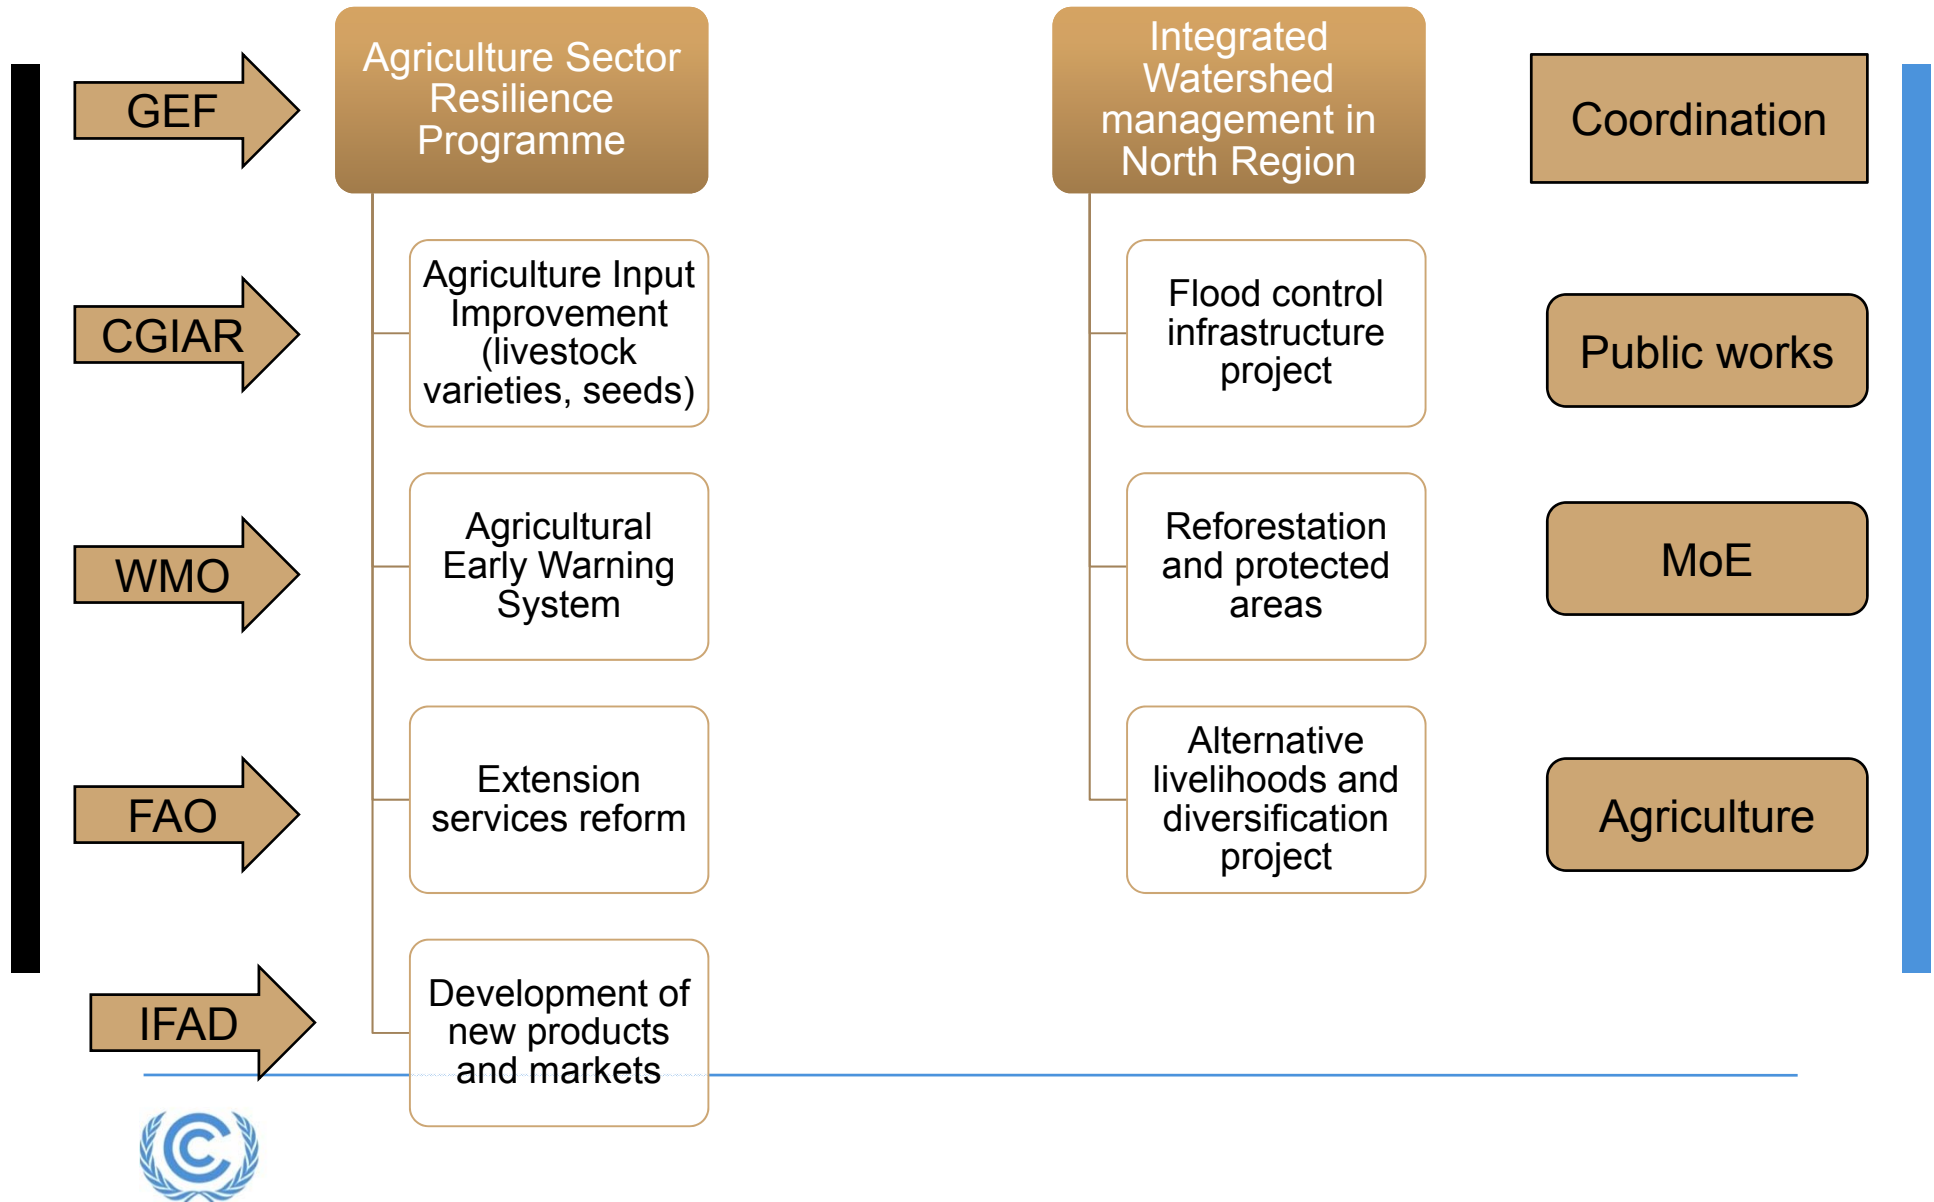 GEF
Agriculture Sector
Resilience
Programme
Integrated
Watershed
management in
North Region
Coordination
CGIAR
Agriculture Input
Improvement
(livestock
varieties, seeds)
Flood control
infrastructure
project
Public works
WMO
Agricultural
Early Warning
System
Reforestation
and protected
areas
MoE
FAO
Extension
services reform
Alternative
livelihoods and
diversification
project
Agriculture
IFAD
Development of
new products
and markets